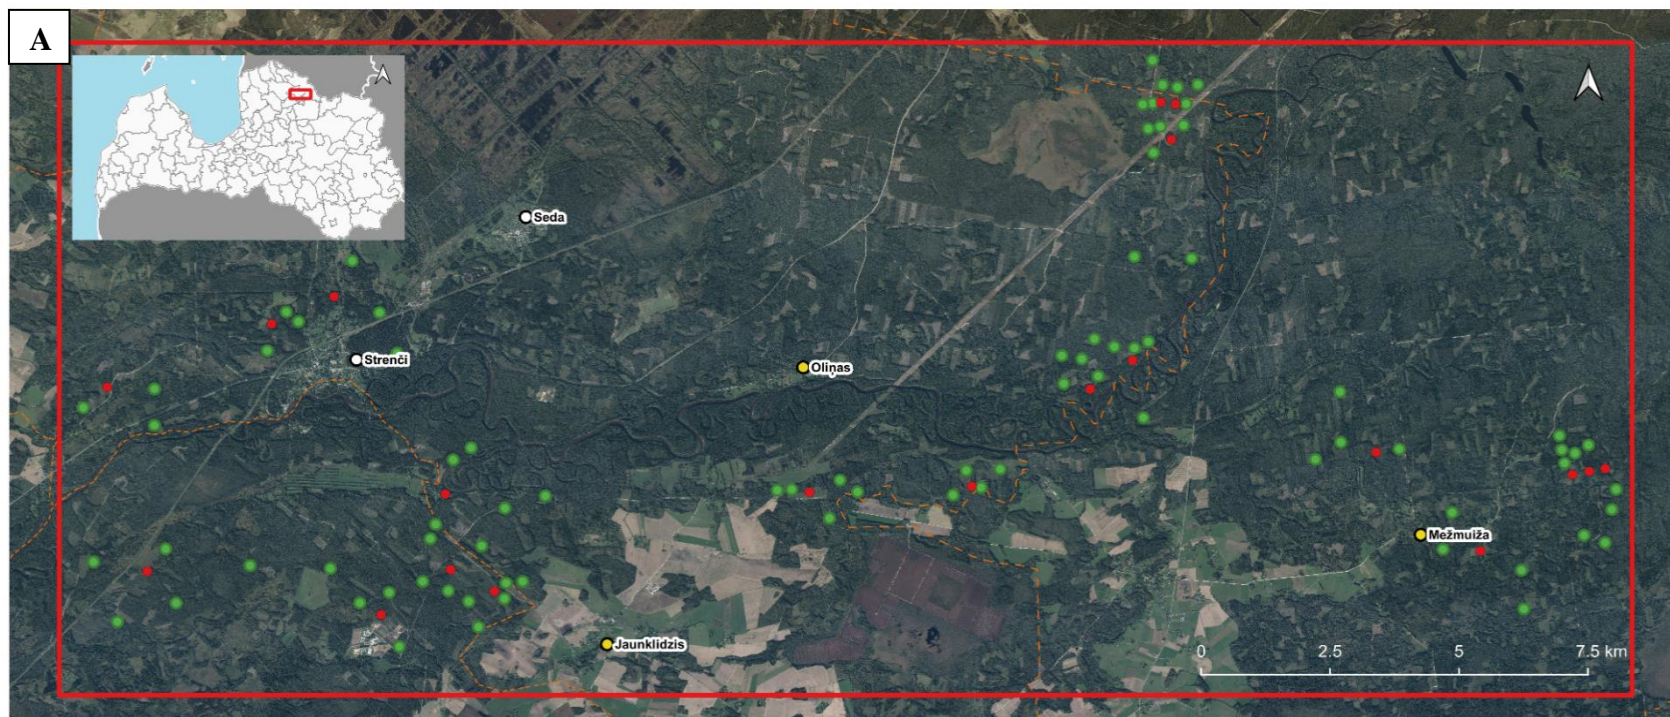 A
Seda
Strenči
Oliņas
Mežmuiža
Jaunklidzis
0 2.5 5 7.5 km